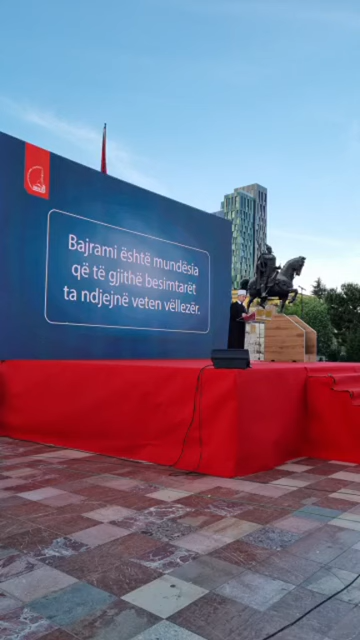 Bajrami është mundësia
që të gjithë besimtarët
ta ndjejnë veten vëllezër.